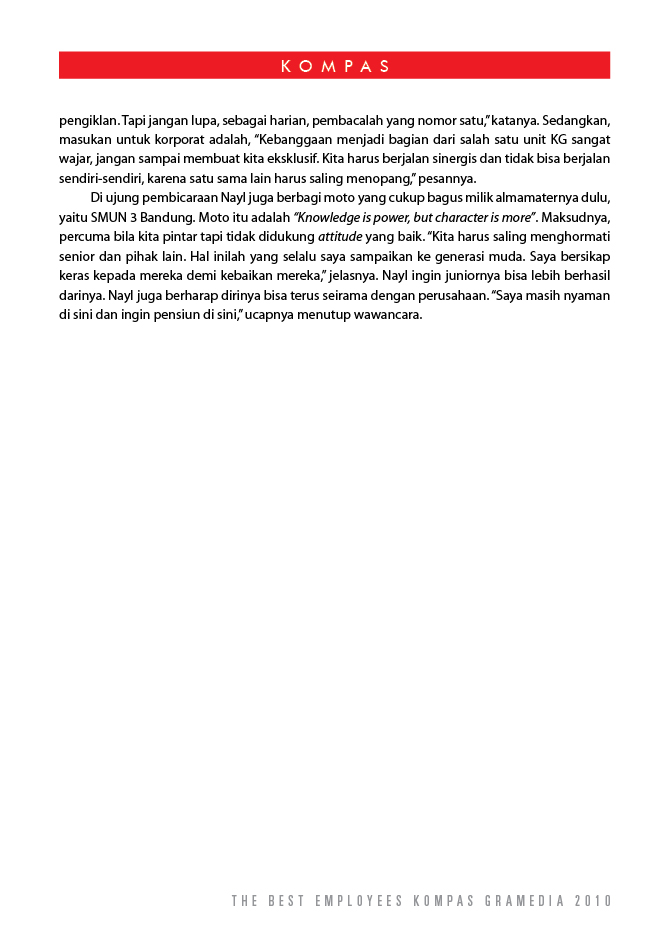 KOMPAS
pengiklan. Tapi jangan lupa, sebagai harian, pembacalah yang nomor satu,” katanya. Sedangkan,
masukan untuk korporat adalah, “Kebanggaan menjadi bagian dari salah satu unit KG sangat
wajar, jangan sampai membuat kita eksklusif. Kita harus berjalan sinergis dan tidak bisa berjalan
sendiri-sendiri, karena satu sama lain harus saling menopang,” pesannya.
Di ujung pembicaraan Nayl juga berbagi moto yang cukup bagus milik almamaternya dulu,
yaitu SMUN 3 Bandung. Moto itu adalah “Knowledge is power, but character is more”. Maksudnya,
percuma bila kita pintar tapi tidak didukung attitude yang baik. “Kita harus saling menghormati
senior dan pihak lain. Hal inilah yang selalu saya sampaikan ke generasi muda. Saya bersikap
keras kepada mereka demi kebaikan mereka,” jelasnya. Nayl ingin juniornya bisa lebih berhasil
darinya. Nayl juga berharap dirinya bisa terus seirama dengan perusahaan. “Saya masih nyaman
di sini dan ingin pensiun di sini,” ucapnya menutup wawancara.
THE BEST EMPLOYEES KOMPAS GRAMEDIA 2010